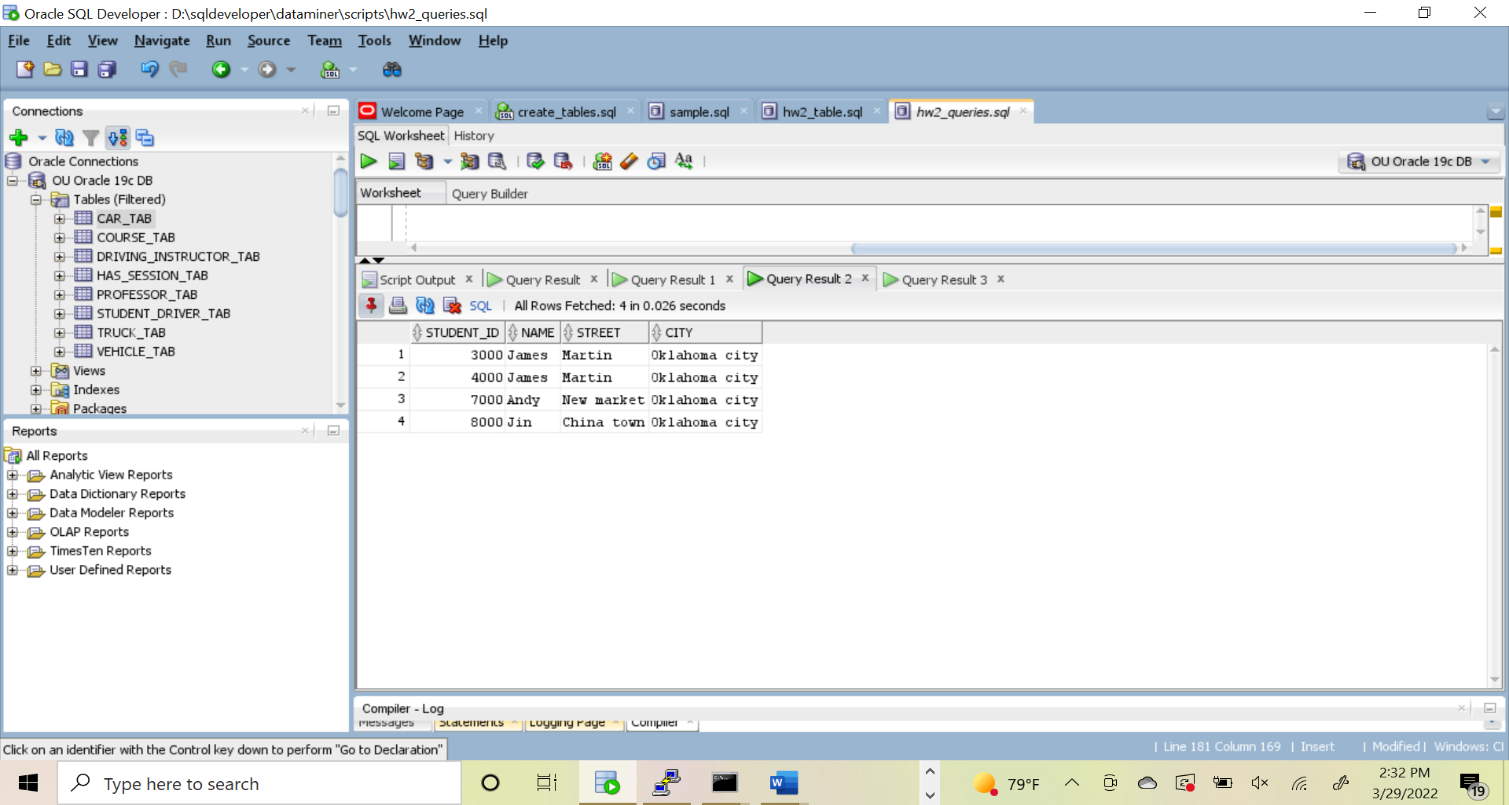 Oracle SQL Developer : D:\sqldeveloper\dataminer\scripts\hw2_queries.sql
File Edit View Navigate Run Source Team Tools Window Help
Connections
Oracle Connections
OU Oracle 19c DB
Tables (Filtered)
CAR_TAB
COURSE_TAB
DRIVING_INSTRUCTOR_TAB
HAS_SESSION_TAB
PROFESSOR_TAB
STUDENT_DRIVER_TAB
TRUCK_TAB
VEHICLE_TAB
Views
Indexes
Packages
Reports
All Reports
Analytic View Reports
Data Dictionary Reports
Data Modeler Reports
OLAP Reports
TimesTen Reports
User Defined Reports
Welcome Page create_tables.sql sample.sql hw2_table.sql hw2_queries.sql
SQL Worksheet History
OU Oracle 19c DB
Worksheet Query Builder
Script Output Query Result Query Result 1 Query Result 2 Query Result 3
SQL All Rows Fetched: 4 in 0.026 seconds
STUDENT_ID NAME STREET CITY
1 3000 James Martin Oklahoma city
2 4000 James Martin Oklahoma city
3 7000 Andy New market Oklahoma city
4 8000 Jin China town Oklahoma city
Compiler - Log
Messages Statements Logging Page Compiler
Click on an identifier with the Control key down to perform "Go to Declaration"
Line 181 Column 169 Insert Modified Windows: Cl
Type here to search
79°F
2:32 PM
3/29/2022
19